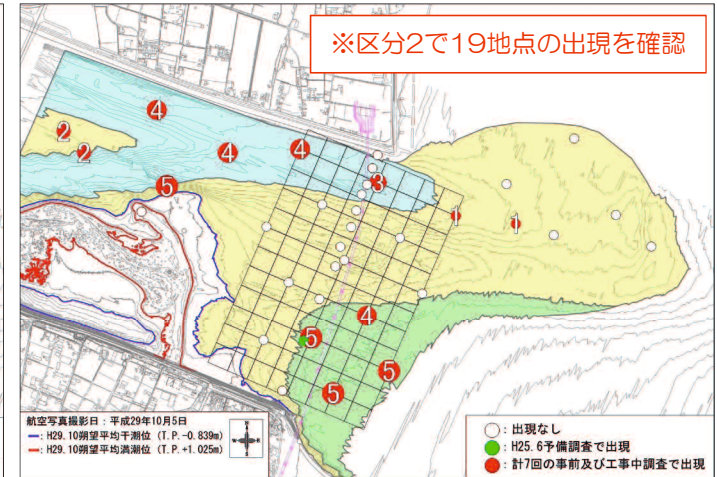 ※区分2で19地点の出現を確認
4
2
4
4
2
3
5
1
1
4
5
5
5
航空写真撮影日：平成29年10月5日
：H29.10朔望平均干潮位 (T.P.-0.839m)
：H29.10朔望平均満潮位 (T.P.+1.025m)
N
W
E
S
：出現なし
：H25.6予備調査で出現
：計7回の事前及び工事中調査で出現